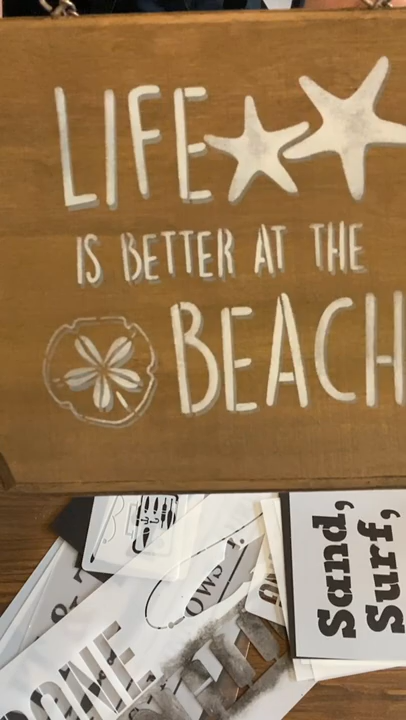 LIFE
IS BETTER AT THE
BEACH
Sand,
Surf,